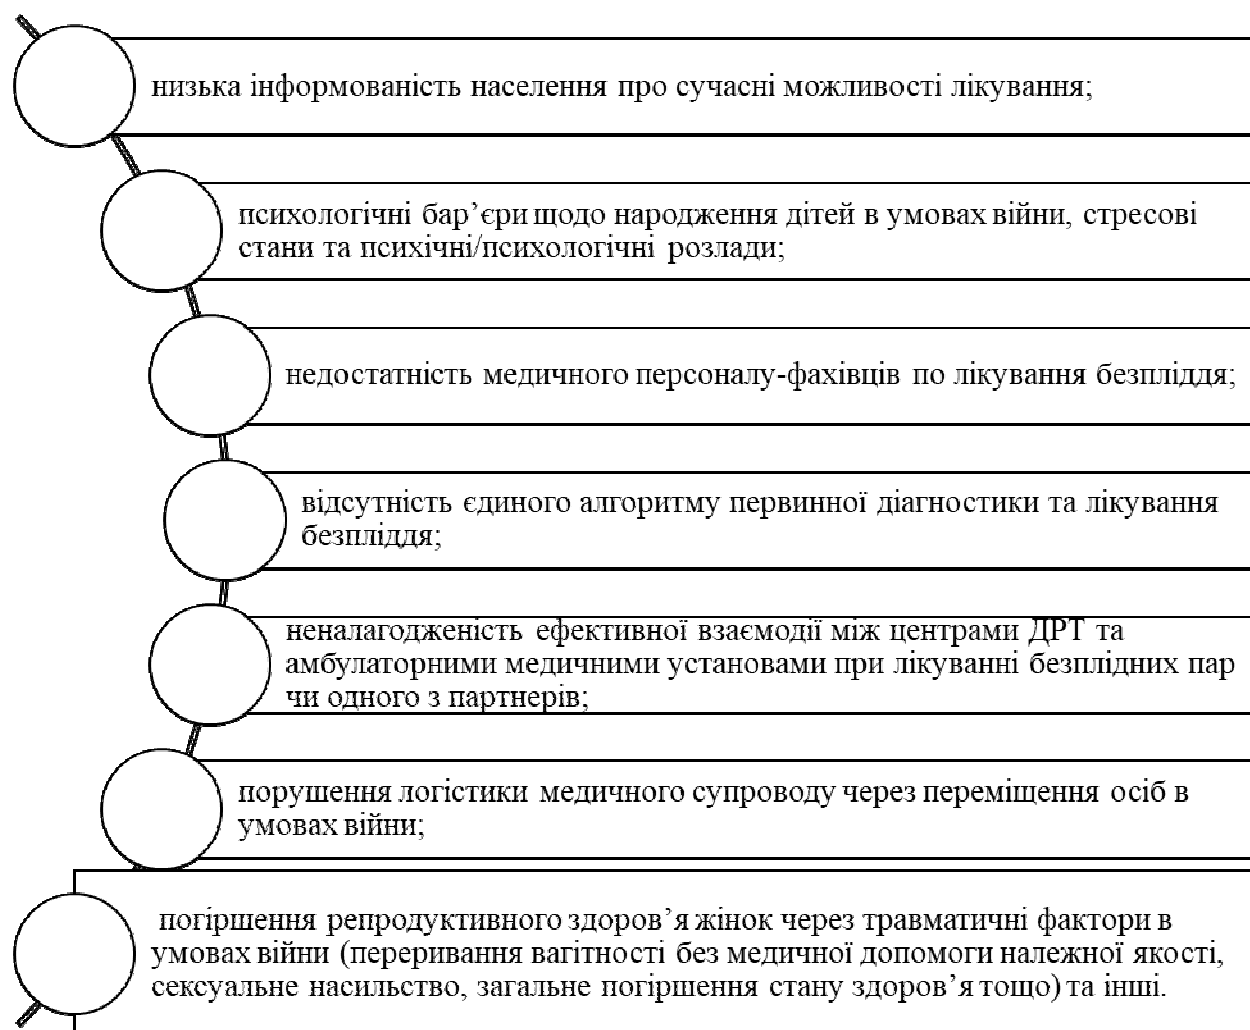 низька інформованість населення про сучасні можливості лікування;
психологічні бар’єри щодо народження дітей в умовах війни, стресові
стани та психічні/психологічні розлади;
недостатність медичного персоналу-фахівців по лікування безпліддя;
відсутність єдиного алгоритму первинної діагностики та лікування
безпліддя;
неналагодженість ефективної взаємодії між центрами ДРТ та
амбулаторними медичними установами при лікуванні безплідних пар
чи одного з партнерів;
порушення логістики медичного супроводу через переміщення осіб в
умовах війни;
погіршення репродуктивного здоров’я жінок через травматичні фактори в
умовах війни (переривання вагітності без медичної допомоги належної якості,
сексуальне насильство, загальне погіршення стану здоров’я тощо) та інші.